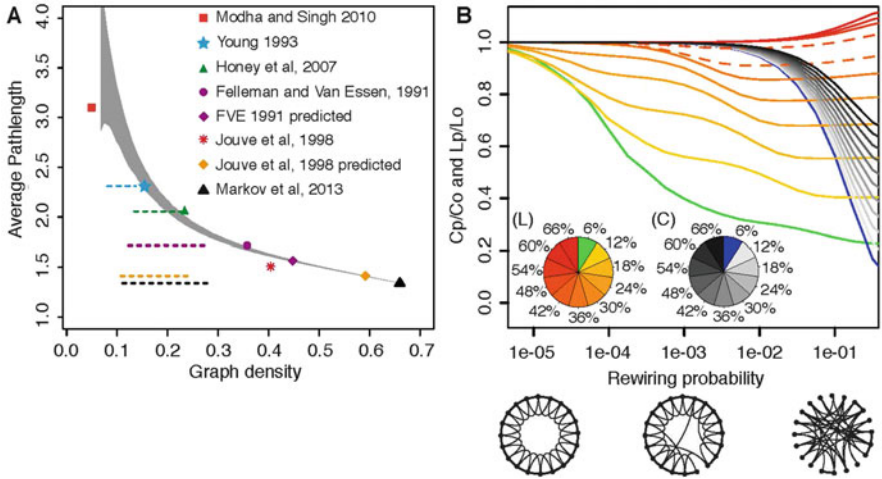 A
Modha and Singh 2010
Young 1993
Honey et al, 2007
Felleman and Van Essen, 1991
FVE 1991 predicted
Jouve et al, 1998
Jouve et al, 1998 predicted
Markov et al, 2013
Average Pathlength
4.0
3.5
3.0
2.5
2.0
1.5
1.0
0.0 0.1 0.2 0.3 0.4 0.5 0.6 0.7
Graph density
B
Cp/Co and Lp/Lo
1.0
0.8
0.6
0.4
0.2
0.0
(L)
66% 6%
60% 12%
54% 18%
48% 24%
42% 30%
36%
(C)
66% 6%
60% 12%
54% 18%
48% 24%
42% 30%
36%
1e-05 1e-04 1e-03 1e-02 1e-01
Rewiring probability